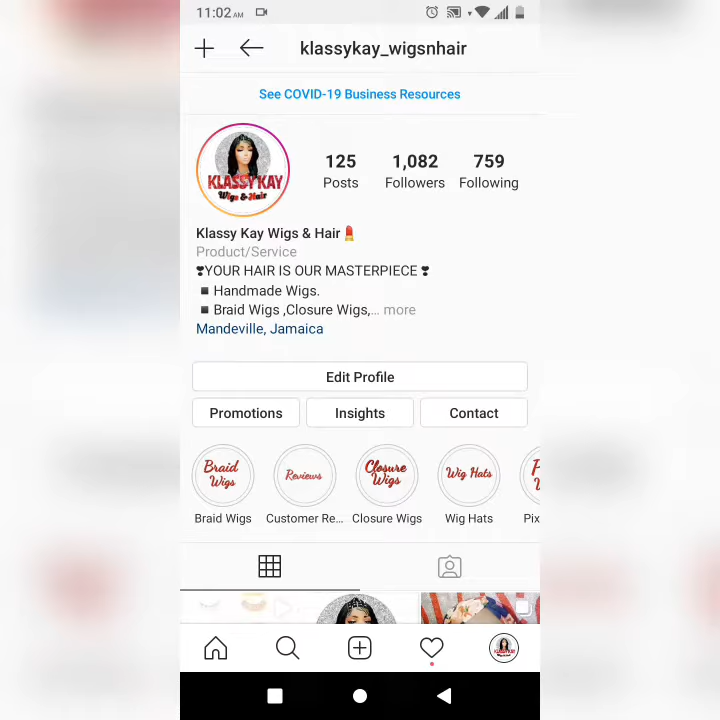 11:02 AM
klassykay_wigsnhair
See COVID-19 Business Resources
KLASSY KAY
Wigs & Hair
125 1,082 759
Posts Followers Following
Klassy Kay Wigs & Hair💄
Product/Service
❣YOUR HAIR IS OUR MASTERPIECE ❣
◾ Handmade Wigs.
◾ Braid Wigs ,Closure Wigs,... more
Mandeville, Jamaica
Edit Profile
Promotions Insights Contact
Braid Wigs
Reviews
Closure Wigs
Wig Hats
Braid Wigs Customer Re... Closure Wigs Wig Hats Pix